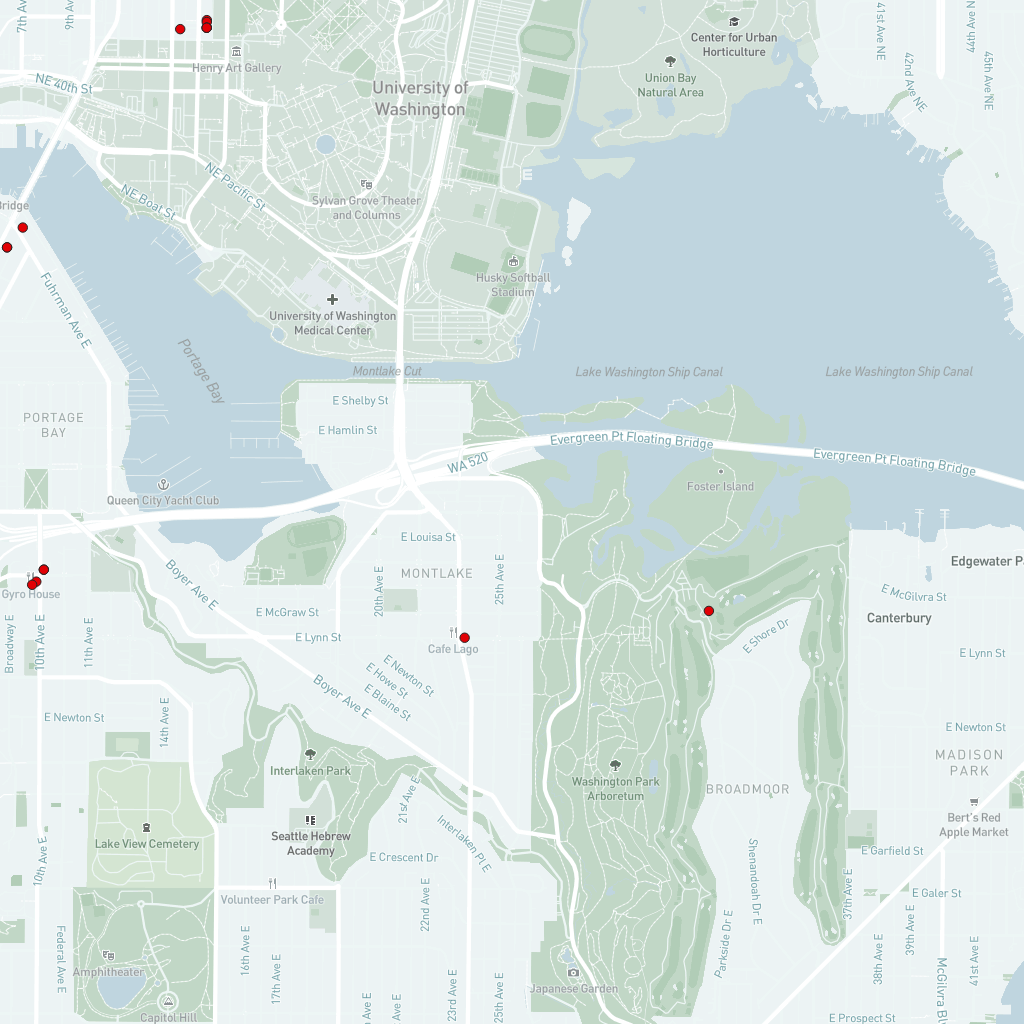 7th Ave
9th Ave
41st Ave NE
42nd Ave NE
44th Ave N
45th Ave NE
Center for Urban
Horticulture
Henry Art Gallery
NE 40th St
University of
Washington
Union Bay
Natural Area
NE Pacific St
NE Boat St
Sylvan Grove Theater
and Columns
Bridge
Fuhrman Ave E
Husky Softball
Stadium
University of Washington
Medical Center
Portage Bay
Montlake Cut
Lake Washington Ship Canal
Lake Washington Ship Canal
PORTAGE
BAY
E Shelby St
E Hamlin St
WA 520
Evergreen Pt Floating Bridge
Evergreen Pt Floating Bridge
Queen City Yacht Club
Foster Island
E Louisa St
MONTLAKE
20th Ave E
25th Ave E
Edgewater Pa
Gyro House
Boyer Ave E
E McGraw St
E McGilvra St
Canterbury
Broadway E
10th Ave E
11th Ave E
E Lynn St
Cafe Lago
E Shore Dr
E Lynn St
E Newton St
E Howe St
E Blaine St
Boyer Ave E
E Newton St
14th Ave E
E Newton St
Interlaken Park
Washington Park
Arboretum
BROADMOOR
MADISON
PARK
21st Ave E
Bert's Red
Apple Market
Lake View Cemetery
Seattle Hebrew
Academy
Interlaken Pl E
E Crescent Dr
10th Ave E
Shenandoah Dr E
E Garfield St
Volunteer Park Cafe
22nd Ave E
37th Ave E
E Galer St
Federal Ave E
16th Ave E
17th Ave E
Parkside Dr E
38th Ave E
39th Ave E
41st Ave E
Amphitheater
Japanese Garden
McGilvra Bl
Capitol Hill
Ave E
Ave E
23rd Ave E
25th Ave E
E Prospect St